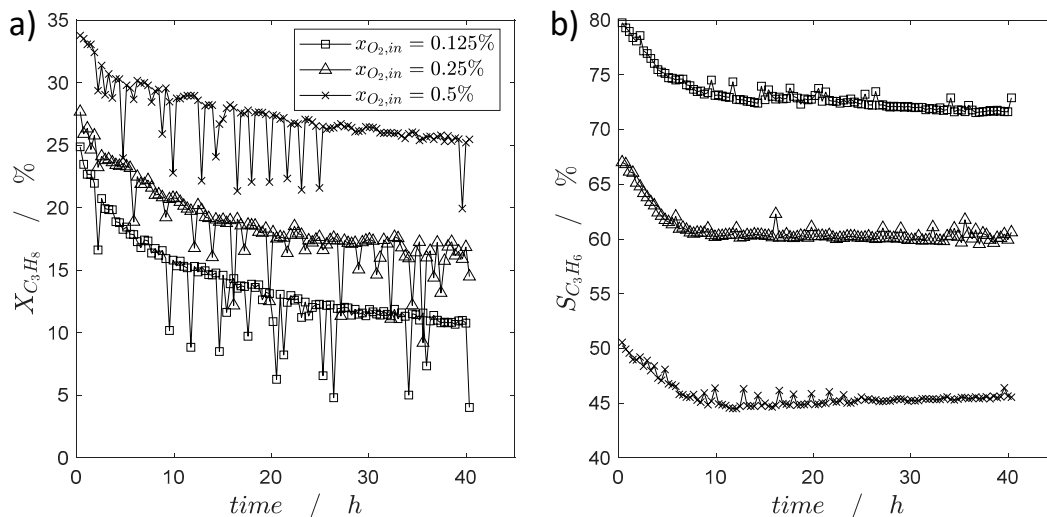 a)
35
30
25
20
15
10
5
0
X_{C_3H_8} / %
0 10 20 30 40
time / h
x_{O_2,in} = 0.125%
x_{O_2,in} = 0.25%
x_{O_2,in} = 0.5%
b)
80
75
70
65
60
55
50
45
40
S_{C_3H_6} / %
0 10 20 30 40
time / h